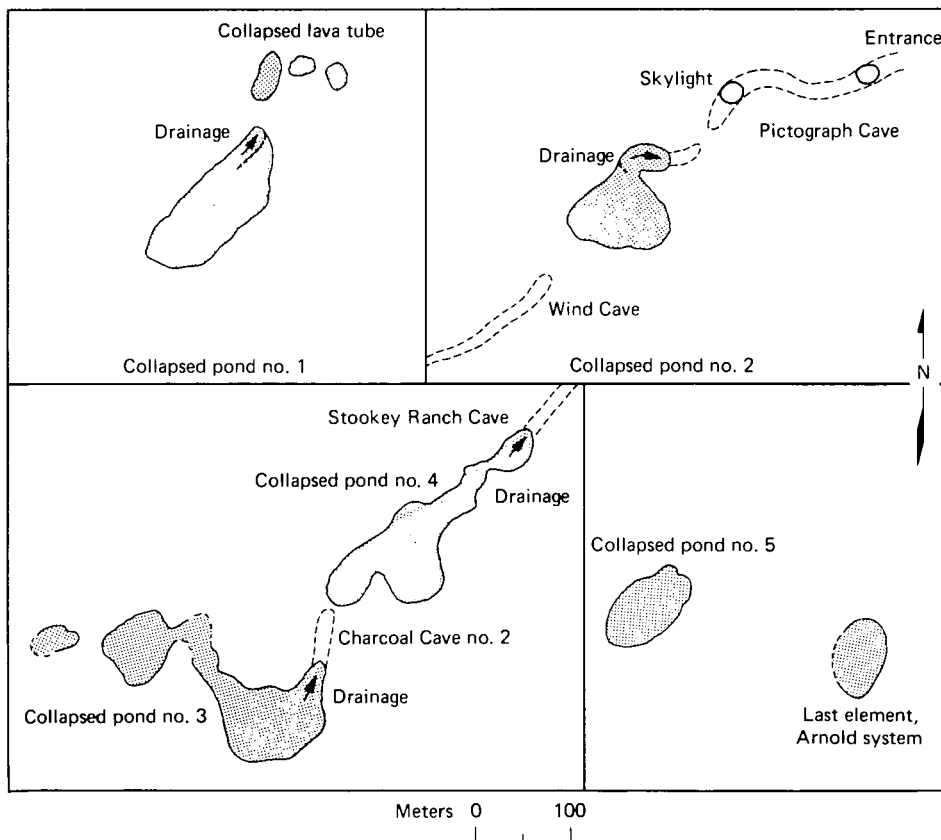 Collapsed lava tube
Drainage
Collapsed pond no. 1
Entrance
Skylight
Pictograph Cave
Drainage
Wind Cave
Collapsed pond no. 2
N
Stookey Ranch Cave
Collapsed pond no. 4
Drainage
Charcoal Cave no. 2
Drainage
Collapsed pond no. 3
Collapsed pond no. 5
Last element,
Arnold system
Meters 0 100